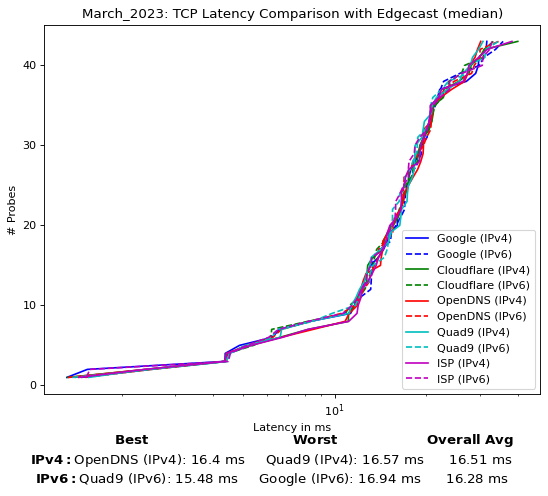 March_2023: TCP Latency Comparison with Edgecast (median)
# Probes
40
30
20
10
0
Google (IPv4)
Google (IPv6)
Cloudflare (IPv4)
Cloudflare (IPv6)
OpenDNS (IPv4)
OpenDNS (IPv6)
Quad9 (IPv4)
Quad9 (IPv6)
ISP (IPv4)
ISP (IPv6)
10¹
Latency in ms
Best Worst Overall Avg
IPv4: OpenDNS (IPv4): 16.4 ms Quad9 (IPv4): 16.57 ms 16.51 ms
IPv6: Quad9 (IPv6): 15.48 ms Google (IPv6): 16.94 ms 16.28 ms